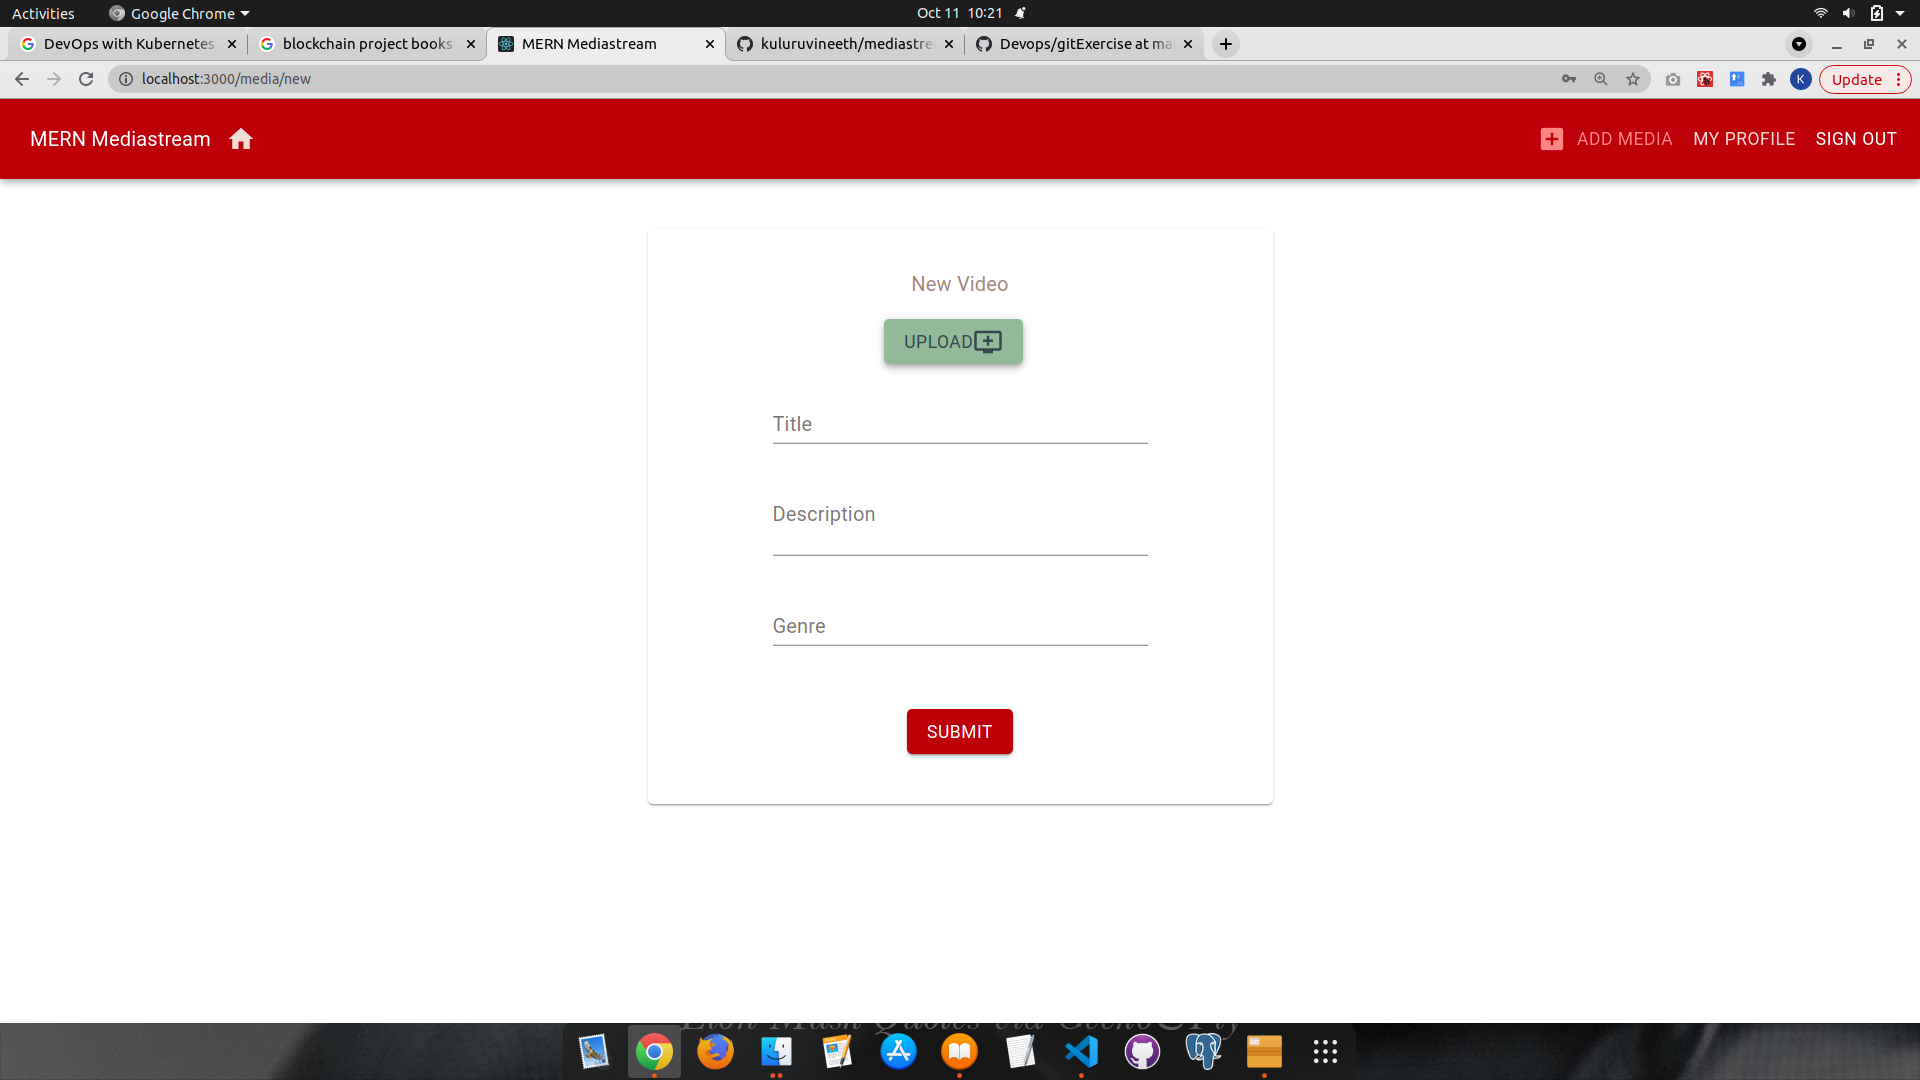 Activities
Google Chrome
Oct 11 10:21
DevOps with Kubernetes
blockchain project books
MERN Mediastream
kuluruvineeth/mediastre
Devops/gitExercise at ma
localhost:3000/media/new
K
Update
MERN Mediastream
ADD MEDIA
MY PROFILE
SIGN OUT
New Video
UPLOAD
Title
Description
Genre
SUBMIT